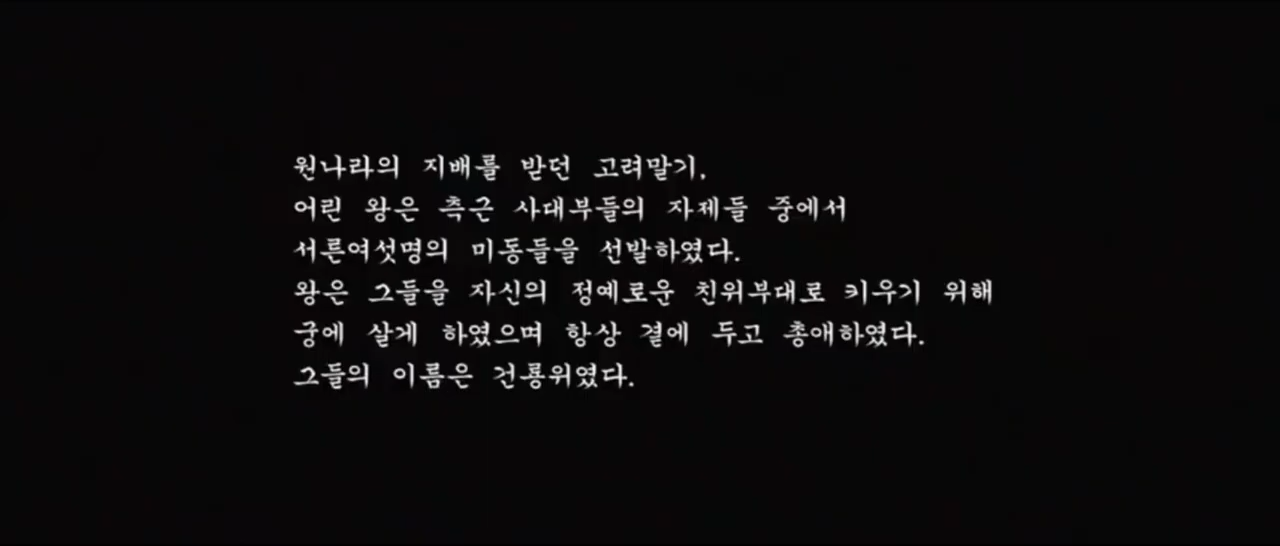 원나라의 지배를 받던 고려말기,
어린 왕은 측근 사대부들의 자제들 중에서
서른여섯명의 미동들을 선발하였다.
왕은 그들을 자신의 정예로운 친위부대로 키우기 위해
궁에 살게 하였으며 항상 곁에 두고 총애하였다.
그들의 이름은 건룡위였다.